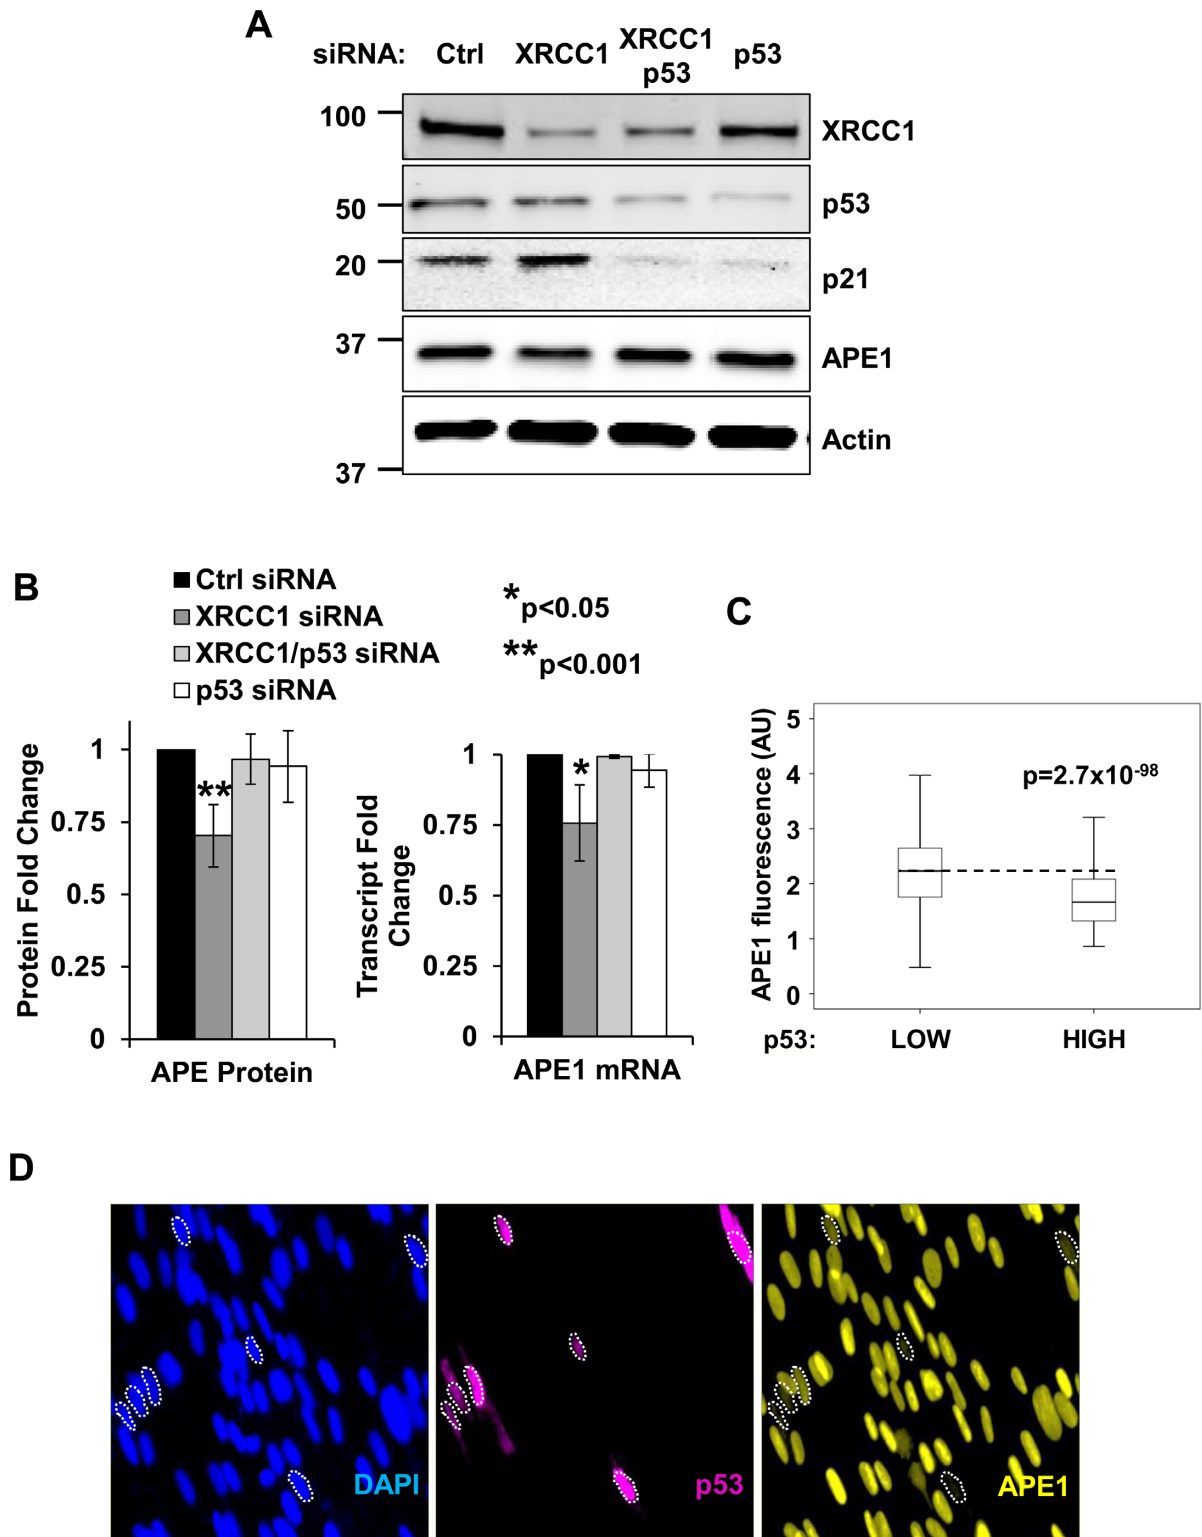 A
siRNA: Ctrl XRCC1 XRCC1 p53 p53
100 XRCC1
50 p53
20 p21
37 APE1
Actin
37
B
Ctrl siRNA
XRCC1 siRNA
XRCC1/p53 siRNA
p53 siRNA
*p<0.05
**p<0.001
Protein Fold Change
1
0.75
0.5
0.25
0
**
APE Protein
Transcript Fold
Change
1
0.75
0.5
0.25
0
*
APE1 mRNA
C
APE1 fluorescence (AU)
5
4
3
2
1
0
p=2.7x10-98
p53: LOW HIGH
D
DAPI
p53
APE1